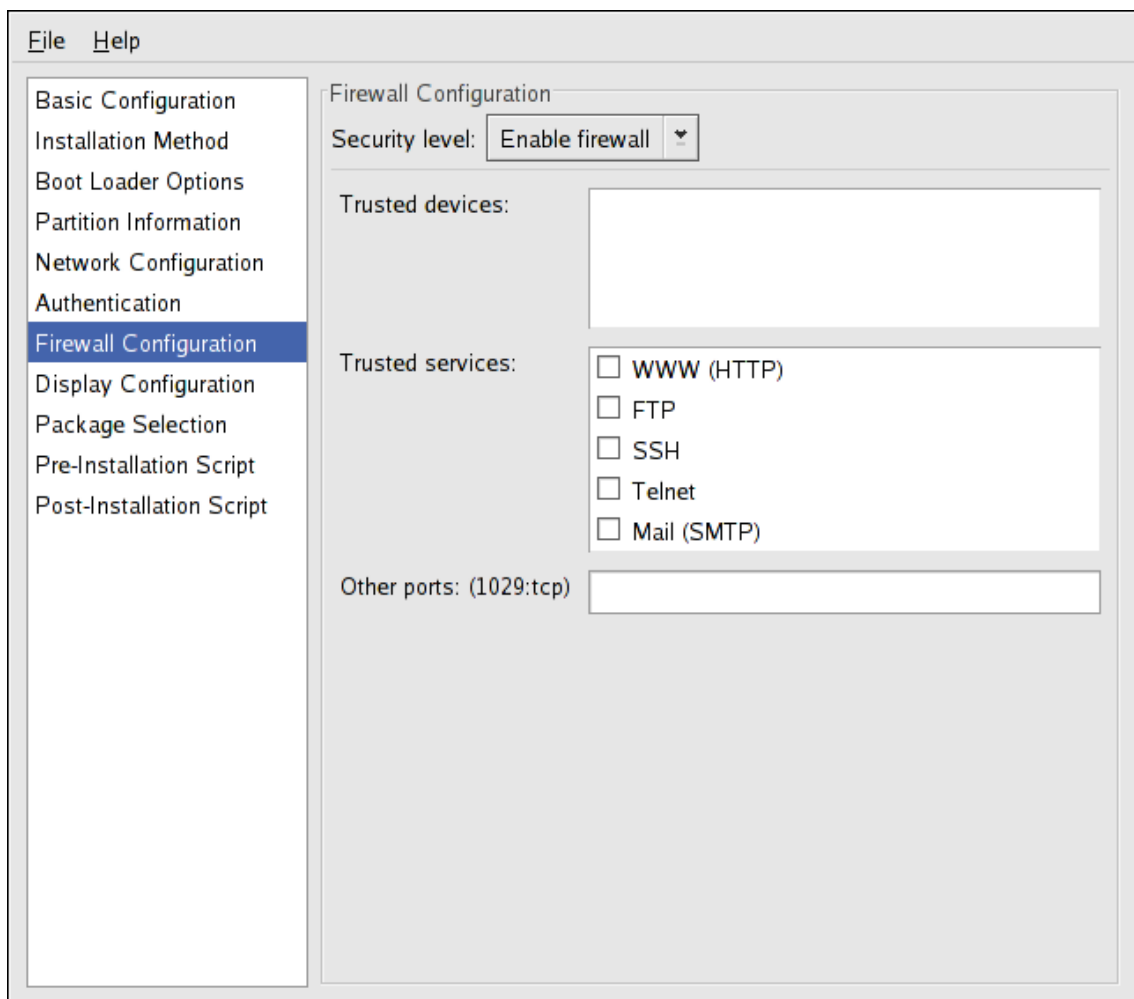 File Help
Basic Configuration
Installation Method
Boot Loader Options
Partition Information
Network Configuration
Authentication
Firewall Configuration
Display Configuration
Package Selection
Pre-Installation Script
Post-Installation Script
Firewall Configuration
Security level: Enable firewall
Trusted devices:
Trusted services:
WWW (HTTP)
FTP
SSH
Telnet
Mail (SMTP)
Other ports: (1029:tcp)